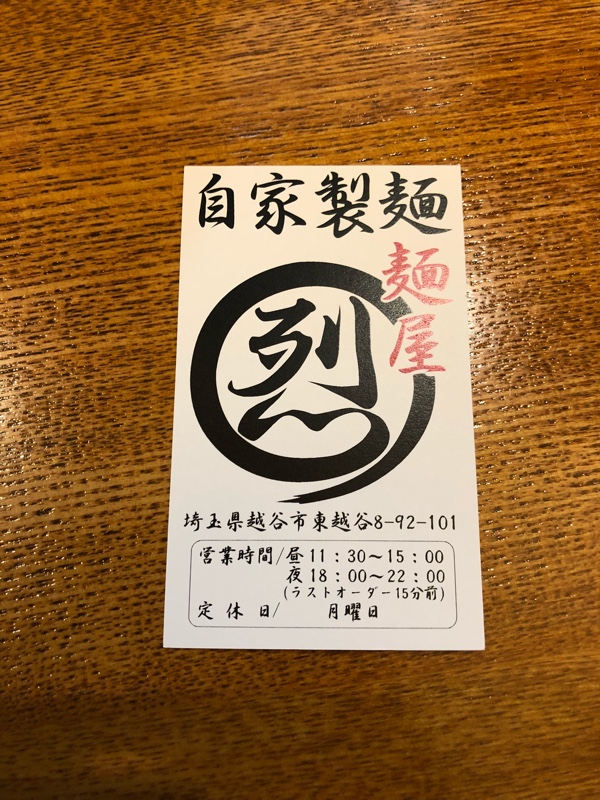 自家製麺
麺屋
烈
埼玉県越谷市東越谷8-92-101
営業時間/昼11：30〜15：00
夜18：00〜22：00
(ラストオーダー15分前)
定休日/ 月曜日